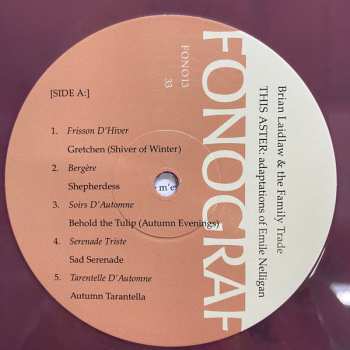 Brian Laidlaw & the Family Trade
THIS ASTER: adaptations of Emile Nelligan
FONOGRAF
FONO13
33
[SIDE A:]
1. Frisson D'Hiver
Gretchen (Shiver of Winter)
2. Bergère
Shepherdess
3. Soirs D'Automne
Behold the Tulip (Autumn Evenings)
4. Serenade Triste
Sad Serenade
5. Tarentelle D'Automne
Autumn Tarantella